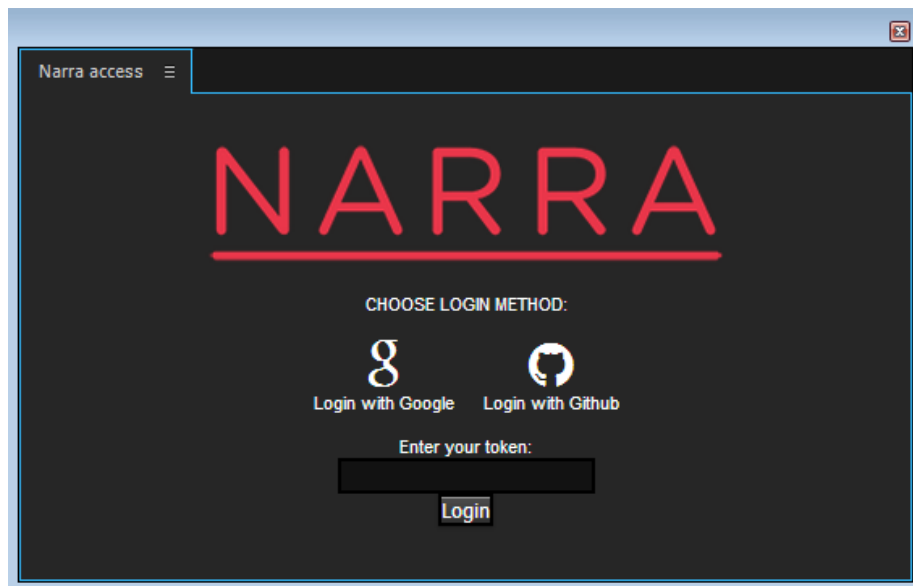 Narra access
NARRA
CHOOSE LOGIN METHOD:
Login with Google Login with Github
Enter your token:
Login